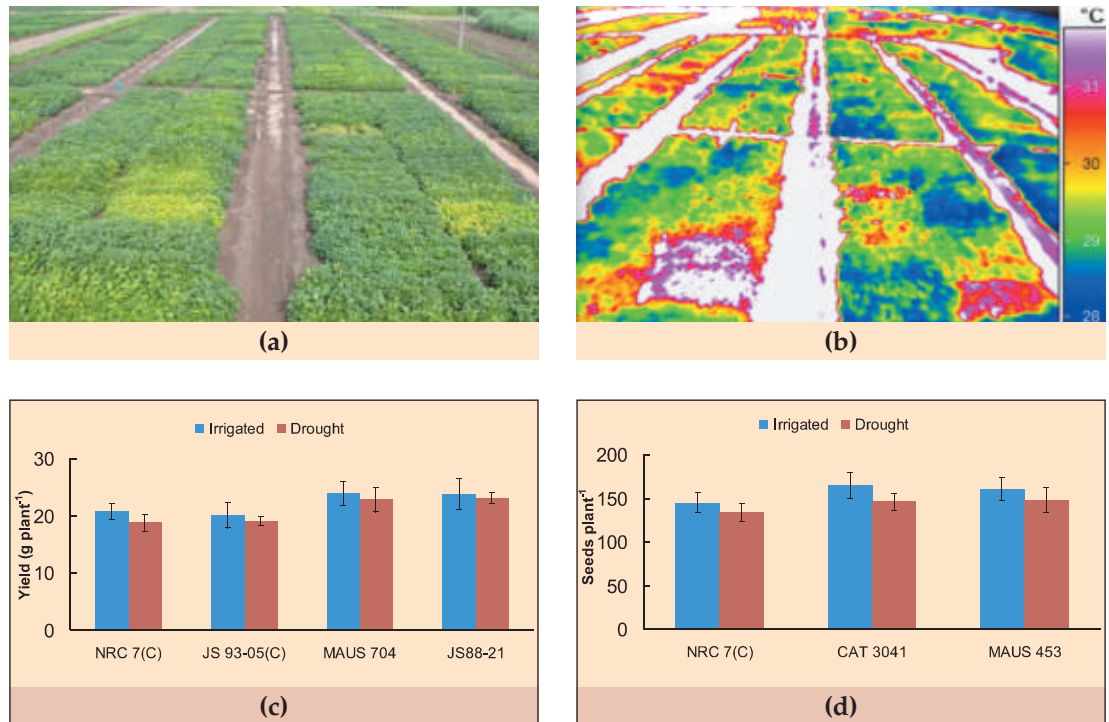 °C
31
30
29
28
(a)
(b)
Irrigated Drought
Yield (g plant⁻¹)
30
20
10
0
NRC 7(C) JS 93-05(C) MAUS 704 JS88-21
(c)
Irrigated Drought
Seeds plant⁻¹
200
150
100
50
0
NRC 7(C) CAT 3041 MAUS 453
(d)